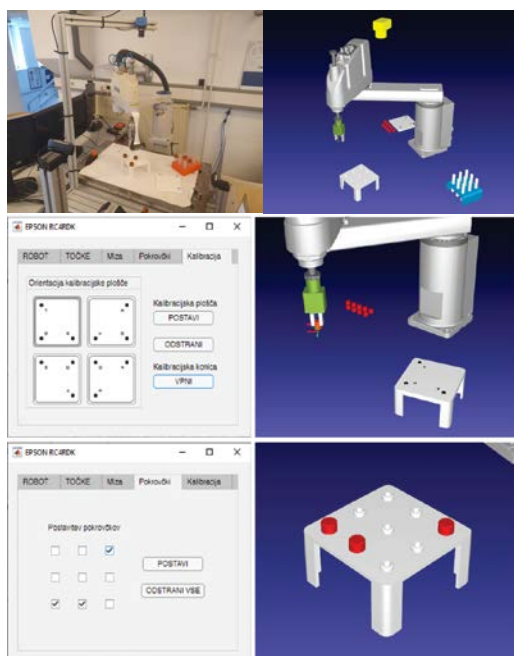 EPSON RC4RDK
ROBOT TOČKE Miza Pokrovčki Kalibracija
Orientacija kalibracijske plošče
Kalibracijska plošča
POSTAVI
ODSTRANI
Kalibracijska konica
VPNI
EPSON RC4RDK
ROBOT TOČKE Miza Pokrovčki Kalibracija
Postavitev pokrovčkov
POSTAVI
ODSTRANI VSE